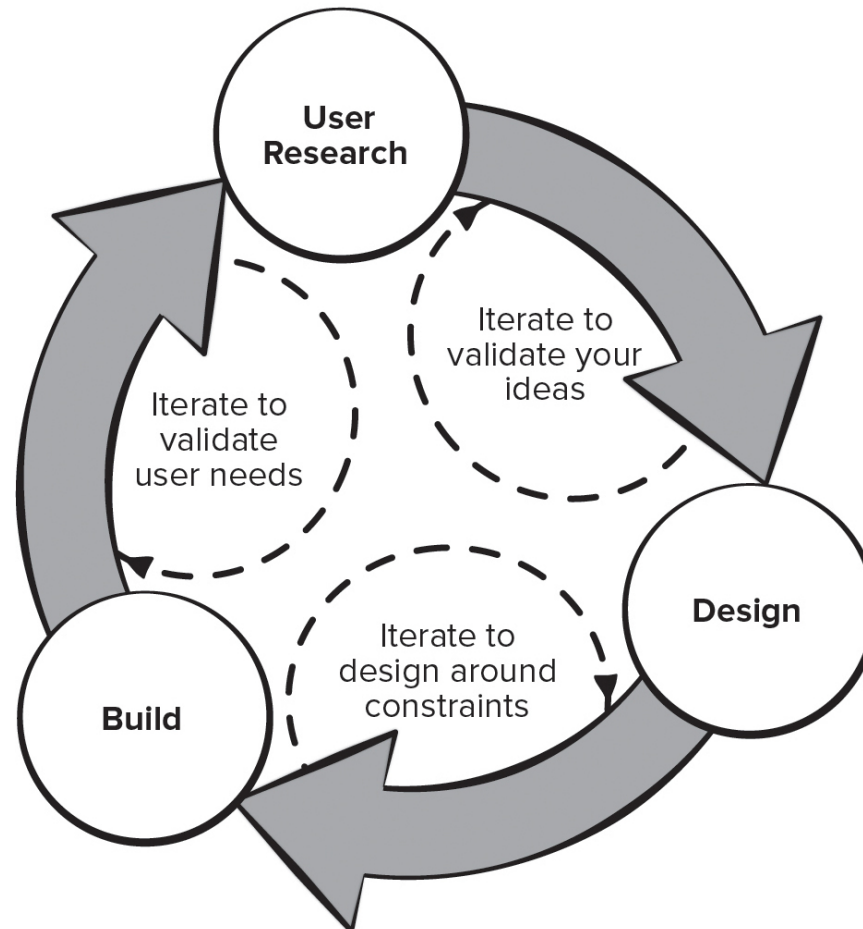 User
Research
Iterate to
validate your
ideas
Iterate to
validate
user needs
Design
Iterate to
design around
constraints
Build